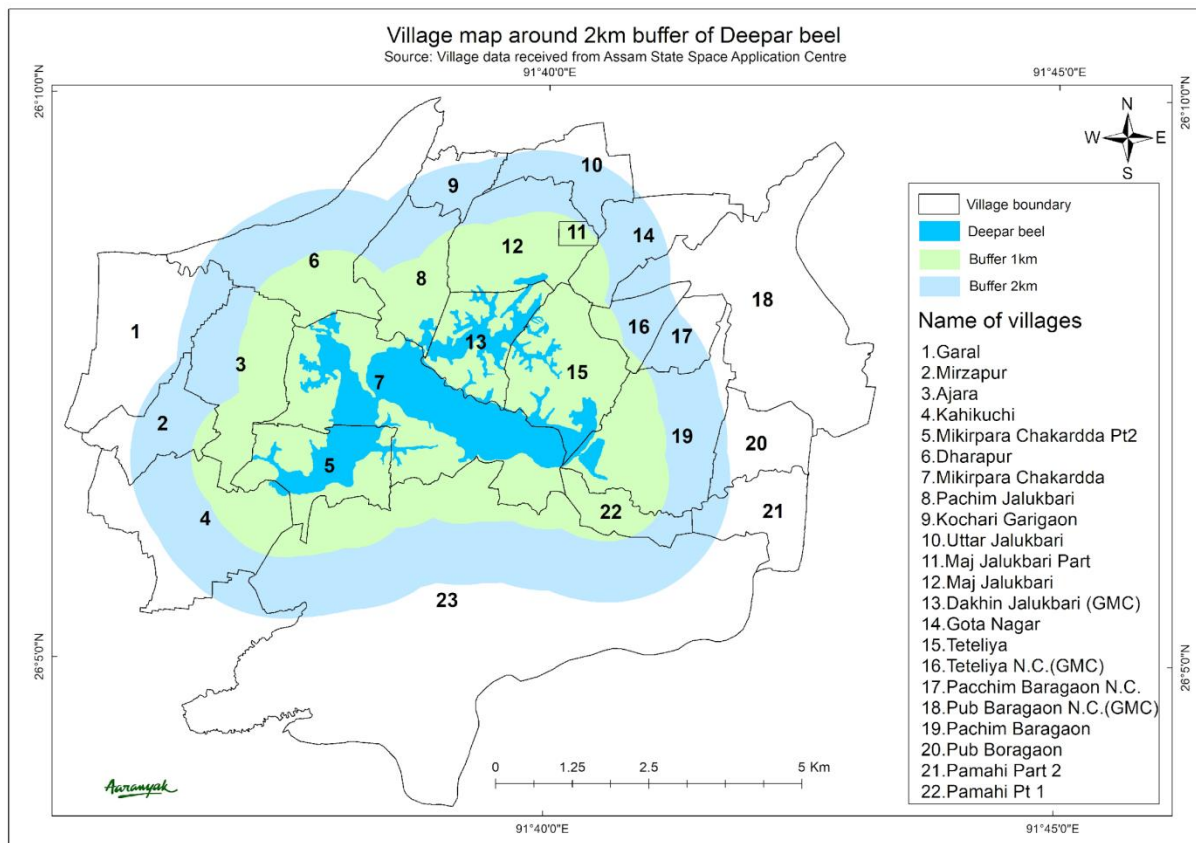 Village map around 2km buffer of Deepar beel
Source: Village data received from Assam State Space Application Centre
91°40'0"E
91°45'0"E
26°10'0"N
26°10'0"N
N
W E
S
10
9
11
14
12
6
8
18
1
16
17
13
3
7
15
2
19
20
5
4
22
21
23
Village boundary
Deepar beel
Buffer 1km
Buffer 2km
Name of villages
1.Garal
2.Mirzapur
3.Ajara
4.Kahikuchi
5.Mikirpara Chakardda Pt2
6.Dharapur
7.Mikirpara Chakardda
8.Pachim Jalukbari
9.Kochari Garigaon
10.Uttar Jalukbari
11.Maj Jalukbari Part
12.Maj Jalukbari
13.Dakhin Jalukbari (GMC)
14.Gota Nagar
15.Teteliya
16.Teteliya N.C.(GMC)
17.Pacchim Baragaon N.C.
18.Pub Baragaon N.C.(GMC)
19.Pachim Baragaon
20.Pub Boragaon
21.Pamahi Part 2
22.Pamahi Pt 1
26°5'0"N
26°5'0"N
0 1.25 2.5 5 Km
Aaranyak
91°40'0"E
91°45'0"E